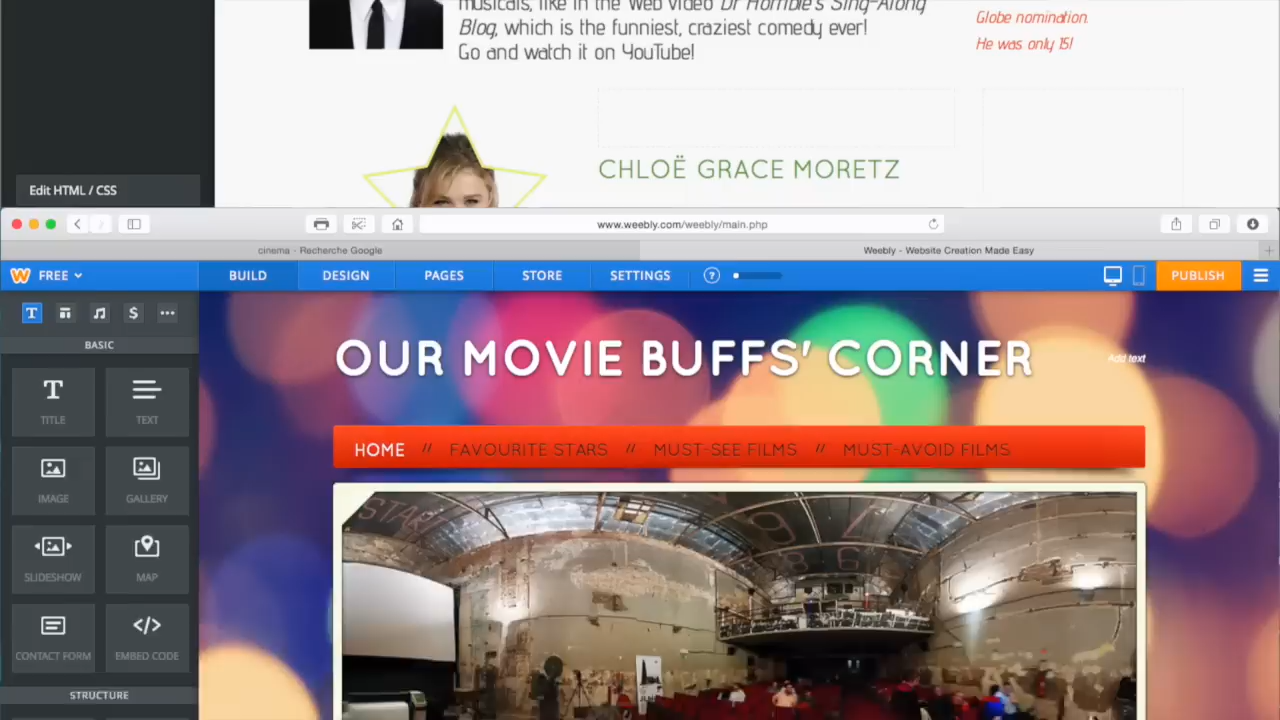 musicals, like in the Web video Dr Horrible's Sing-Along
Blog, which is the funniest, craziest comedy ever!
Go and watch it on YouTube!
Globe nomination.
He was only 15!
CHLOË GRACE MORETZ
Edit HTML / CSS
www.weebly.com/weebly/main.php
cinema - Recherche Google
Weebly - Website Creation Made Easy
FREE
BUILD
DESIGN
PAGES
STORE
SETTINGS
?
PUBLISH
T
$
BASIC
TITLE
TEXT
IMAGE
GALLERY
SLIDESHOW
MAP
CONTACT FORM
EMBED CODE
STRUCTURE
OUR MOVIE BUFFS' CORNER
Add text
HOME // FAVOURITE STARS // MUST-SEE FILMS // MUST-AVOID FILMS
START